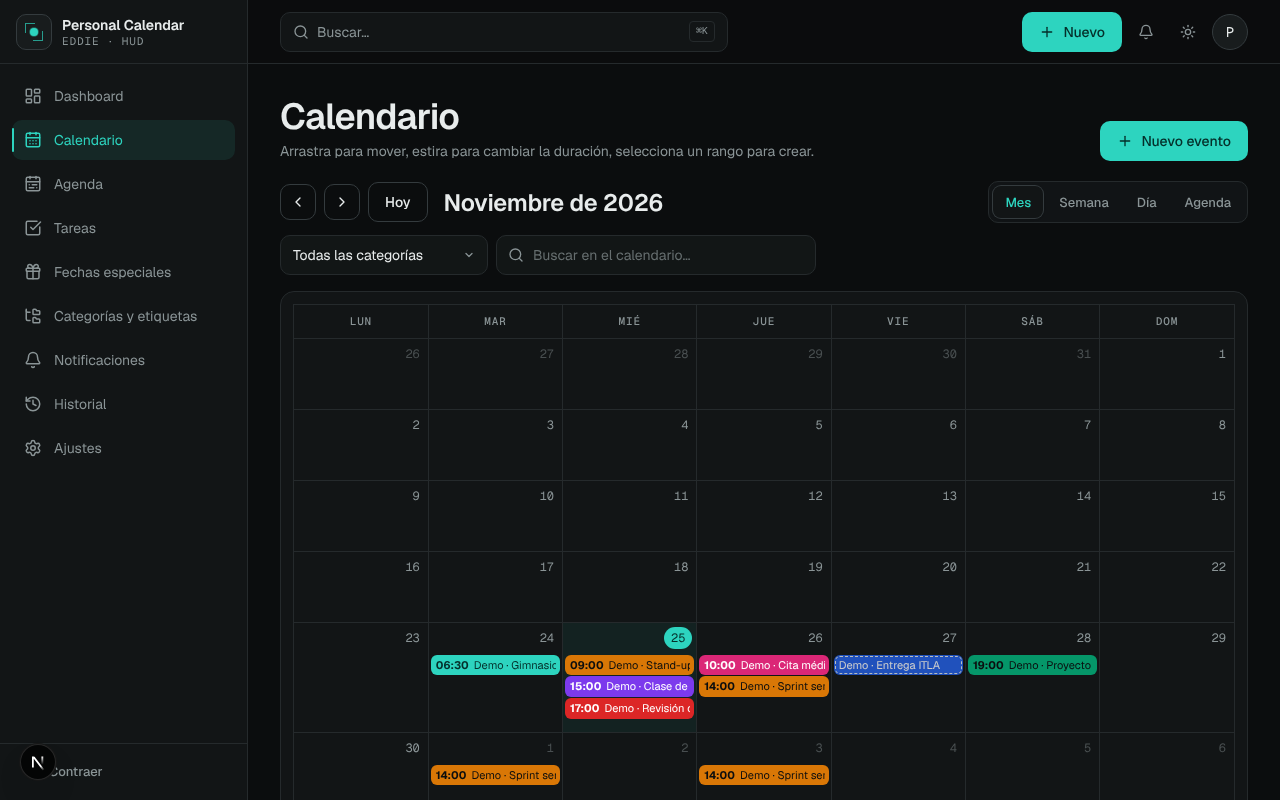 Personal Calendar
EDDIE · HUD
Buscar...
⌘K
Nuevo
P
Dashboard
Calendario
Agenda
Tareas
Fechas especiales
Categorías y etiquetas
Notificaciones
Historial
Ajustes
N
Contraer
Calendario
Arrastra para mover, estira para cambiar la duración, selecciona un rango para crear.
Nuevo evento
Hoy
Noviembre de 2026
Mes Semana Día Agenda
Todas las categorías
Buscar en el calendario...
LUN MAR MIÉ JUE VIE SÁB DOM
26 27 28 29 30 31 1
2 3 4 5 6 7 8
9 10 11 12 13 14 15
16 17 18 19 20 21 22
23 24 25 26 27 28 29
06:30 Demo · Gimnasio
09:00 Demo · Stand-up
10:00 Demo · Cita médi
Demo · Entrega ITLA
19:00 Demo · Proyecto
15:00 Demo · Clase de
14:00 Demo · Sprint ser
17:00 Demo · Revisión
30 1 2 3 4 5 6
14:00 Demo · Sprint ser
14:00 Demo · Sprint ser